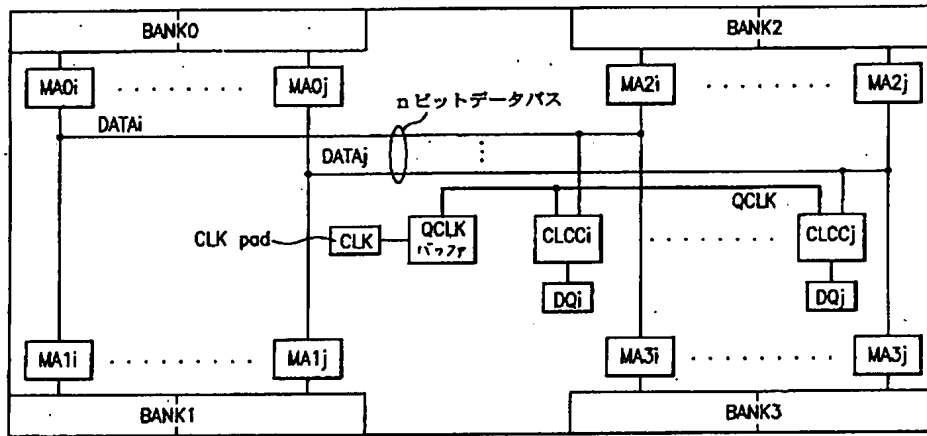 BANK0
BANK2
MA0i ........ MA0j
MA2i ........ MA2j
nビットデータバス
DATAi
DATAj
QCLK
CLK pad
CLK
QCLK
バッファ
CLCCi ........ CLCCj
DQi
DQj
MA1i ........ MA1j
MA3i ........ MA3j
BANK1
BANK3